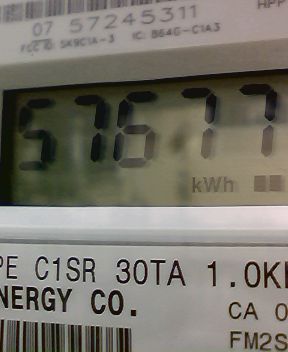 HPP
07 57245311
FCC ID: SK9C1A-3 IC: 864G-C1A3
57677
kWh
PE C1SR 30TA 1.0K
NERGY CO.
CA 0
FM2S